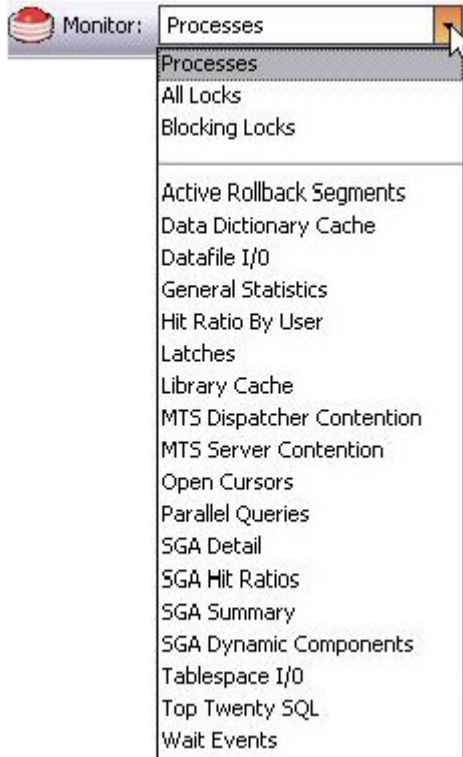 Monitor: Processes
Processes
All Locks
Blocking Locks
Active Rollback Segments
Data Dictionary Cache
Datafile I/O
General Statistics
Hit Ratio By User
Latches
Library Cache
MTS Dispatcher Contention
MTS Server Contention
Open Cursors
Parallel Queries
SGA Detail
SGA Hit Ratios
SGA Summary
SGA Dynamic Components
Tablespace I/O
Top Twenty SQL
Wait Events